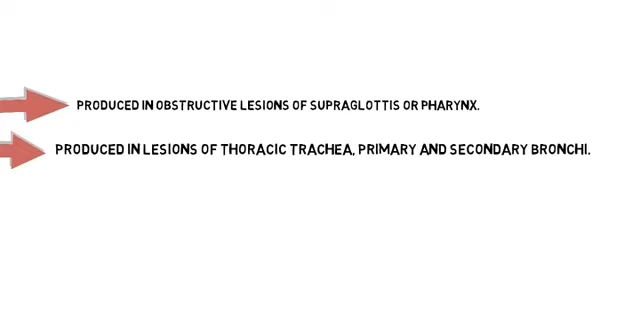 PRODUCED IN OBSTRUCTIVE LESIONS OF SUPRAGLOTTIS OR PHARYNX.
PRODUCED IN LESIONS OF THORACIC TRACHEA, PRIMARY AND SECONDARY BRONCHI.